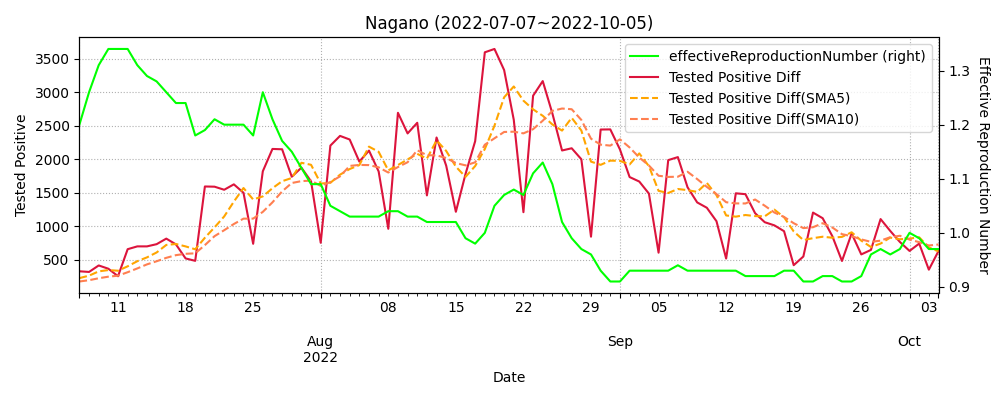 Nagano (2022-07-07~2022-10-05)
effectiveReproductionNumber (right)
Tested Positive Diff
Tested Positive Diff(SMA5)
Tested Positive Diff(SMA10)
Tested Positive
3500
3000
2500
2000
1500
1000
500
1.3
1.2
1.1
1.0
0.9
Effective Reproduction Number
11 18 25 08 15 22 29 05 12 19 26 03
Aug Sep Oct
2022
Date